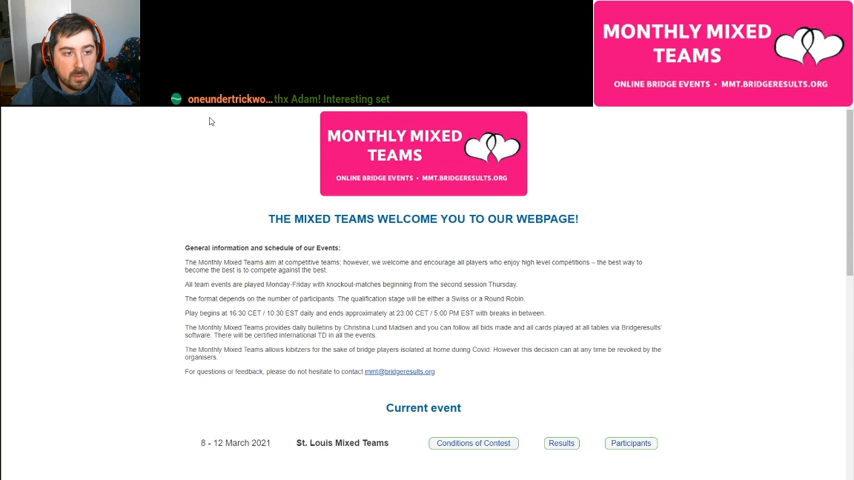 MONTHLY MIXED
TEAMS
ONLINE BRIDGE EVENTS • MMT.BRIDGERESULTS.ORG
oneundertrickwo... thx Adam! Interesting set
MONTHLY MIXED
TEAMS
ONLINE BRIDGE EVENTS • MMT.BRIDGERESULTS.ORG
THE MIXED TEAMS WELCOME YOU TO OUR WEBPAGE!
General information and schedule of our Events:
The Monthly Mixed Teams aim at competitive teams; however, we welcome and encourage all players who enjoy high level competitions – the best way to
become the best is to compete against the best.
All team events are played Monday-Friday with knockout-matches beginning from the second session Thursday.
The format depends on the number of participants. The qualification stage will be either a Swiss or a Round Robin.
Play begins at 16:30 CET / 10:30 EST daily and ends approximately at 23:00 CET / 5:00 PM EST with breaks in between.
The Monthly Mixed Teams provides daily bulletins by Christina Lund Madsen and you can follow all bids made and all cards played at all tables via Bridgeresults'
software. There will be certified international TD in all the events.
The Monthly Mixed Teams allows kibitzers for the sake of bridge players isolated at home during Covid. However this decision can at any time be revoked by the
organisers.
For questions or feedback, please do not hesitate to contact mmt@bridgeresults.org
Current event
8 - 12 March 2021 St. Louis Mixed Teams Conditions of Contest Results Participants